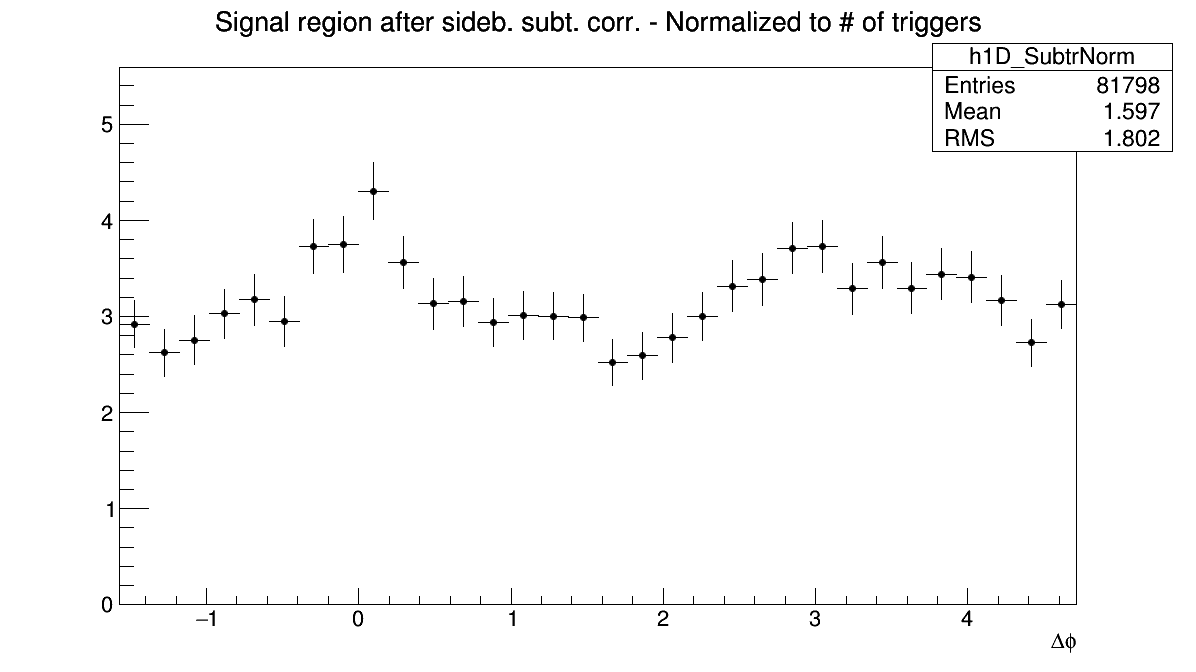 Signal region after sideb. subt. corr. - Normalized to # of triggers
h1D_SubtrNorm
Entries 81798
Mean 1.597
RMS 1.802
5
4
3
2
1
0
−1 0 1 2 3 4
Δϕ